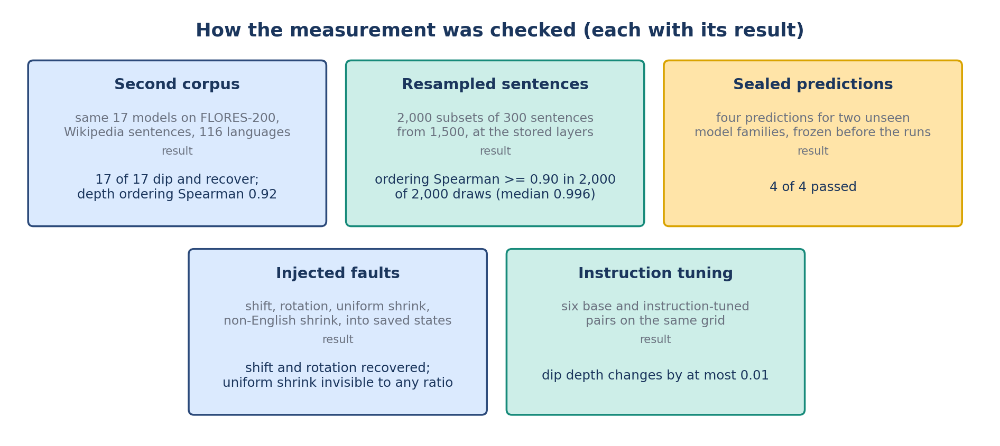 How the measurement was checked (each with its result)
Second corpus
same 17 models on FLORES-200,
Wikipedia sentences, 116 languages
result
17 of 17 dip and recover;
depth ordering Spearman 0.92
Resampled sentences
2,000 subsets of 300 sentences
from 1,500, at the stored layers
result
ordering Spearman >= 0.90 in 2,000
of 2,000 draws (median 0.996)
Sealed predictions
four predictions for two unseen
model families, frozen before the runs
result
4 of 4 passed
Injected faults
shift, rotation, uniform shrink,
non-English shrink, into saved states
result
shift and rotation recovered;
uniform shrink invisible to any ratio
Instruction tuning
six base and instruction-tuned
pairs on the same grid
result
dip depth changes by at most 0.01